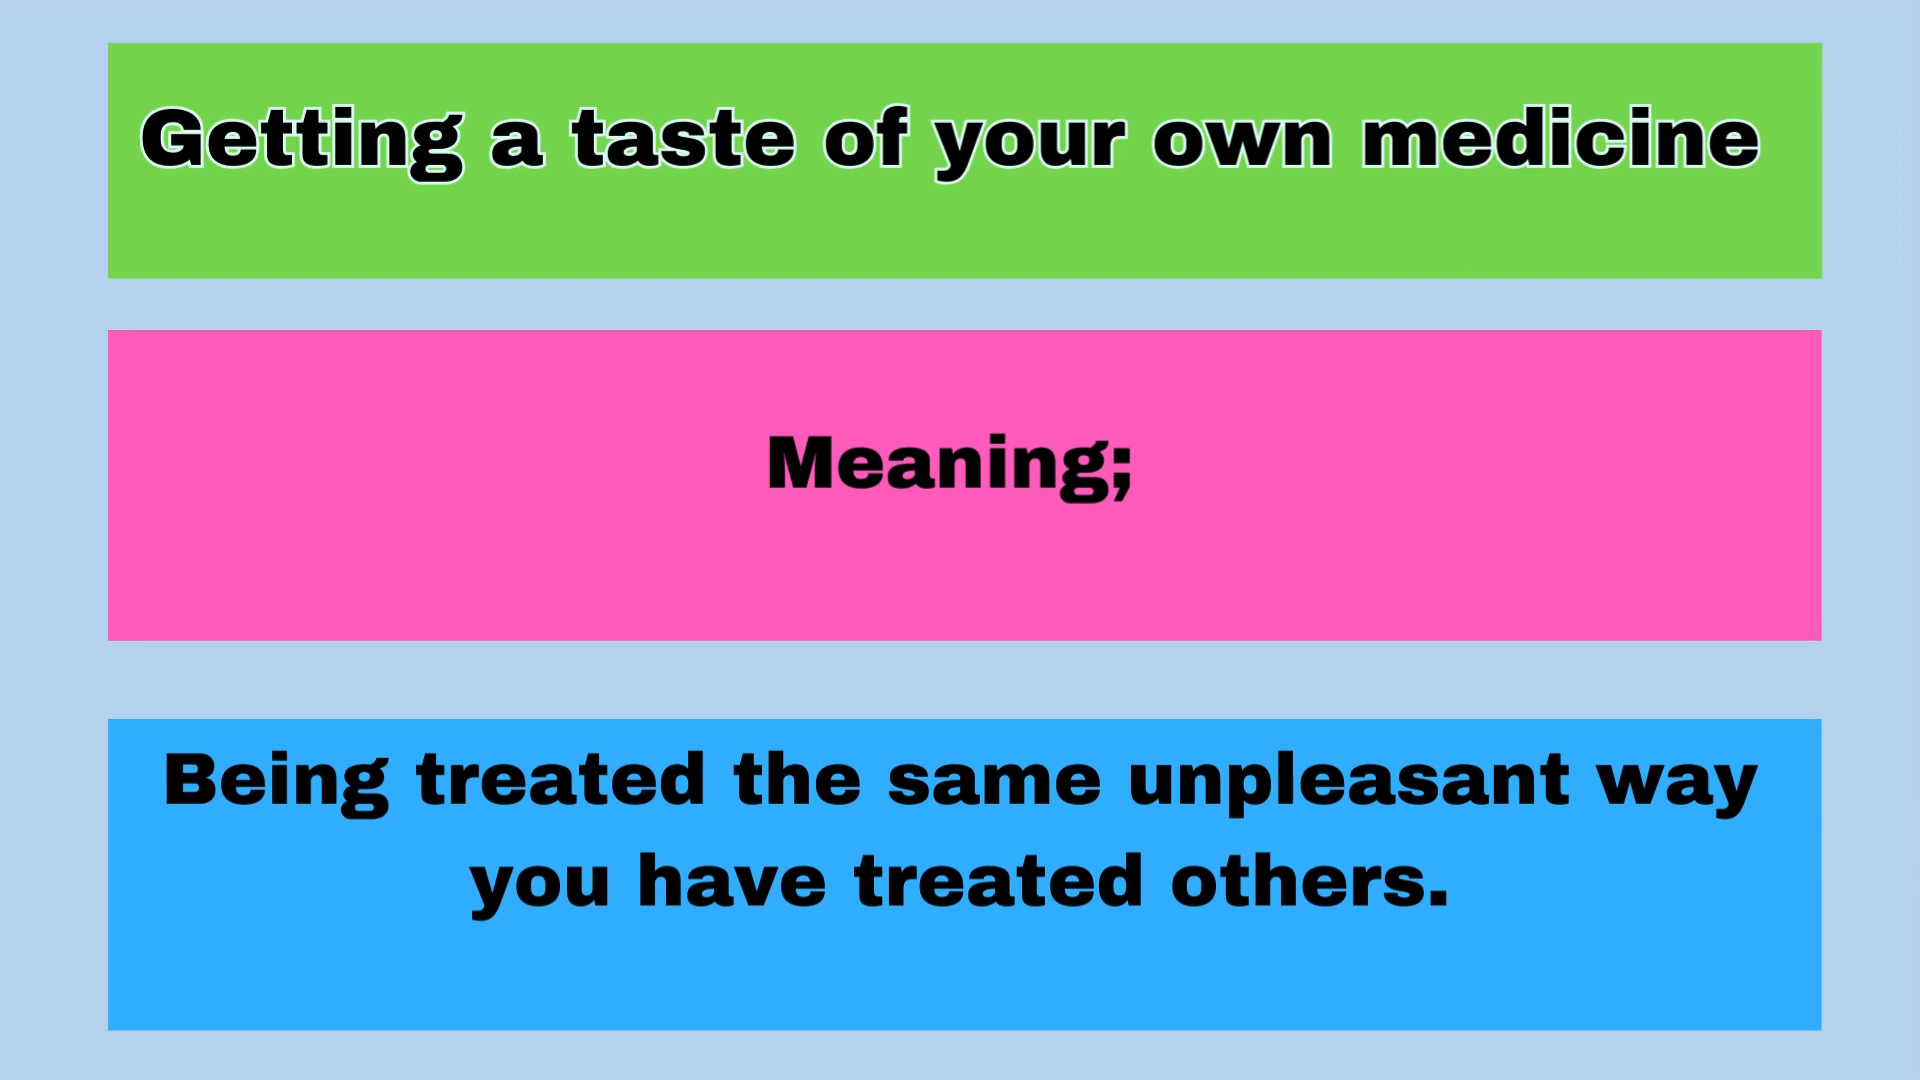 Getting a taste of your own medicine
Meaning;
Being treated the same unpleasant way
you have treated others.